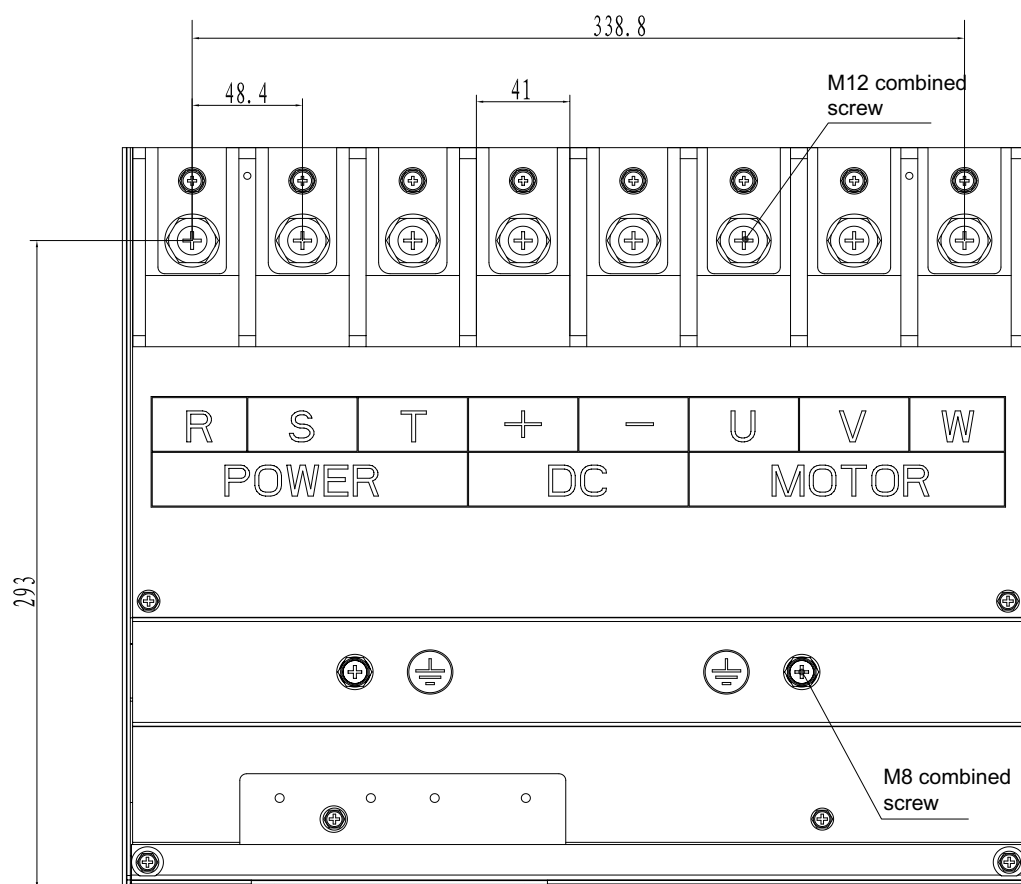 338.8
48.4
41
M12 combined
screw
R S T + − U V W
POWER DC MOTOR
293
M8 combined
screw